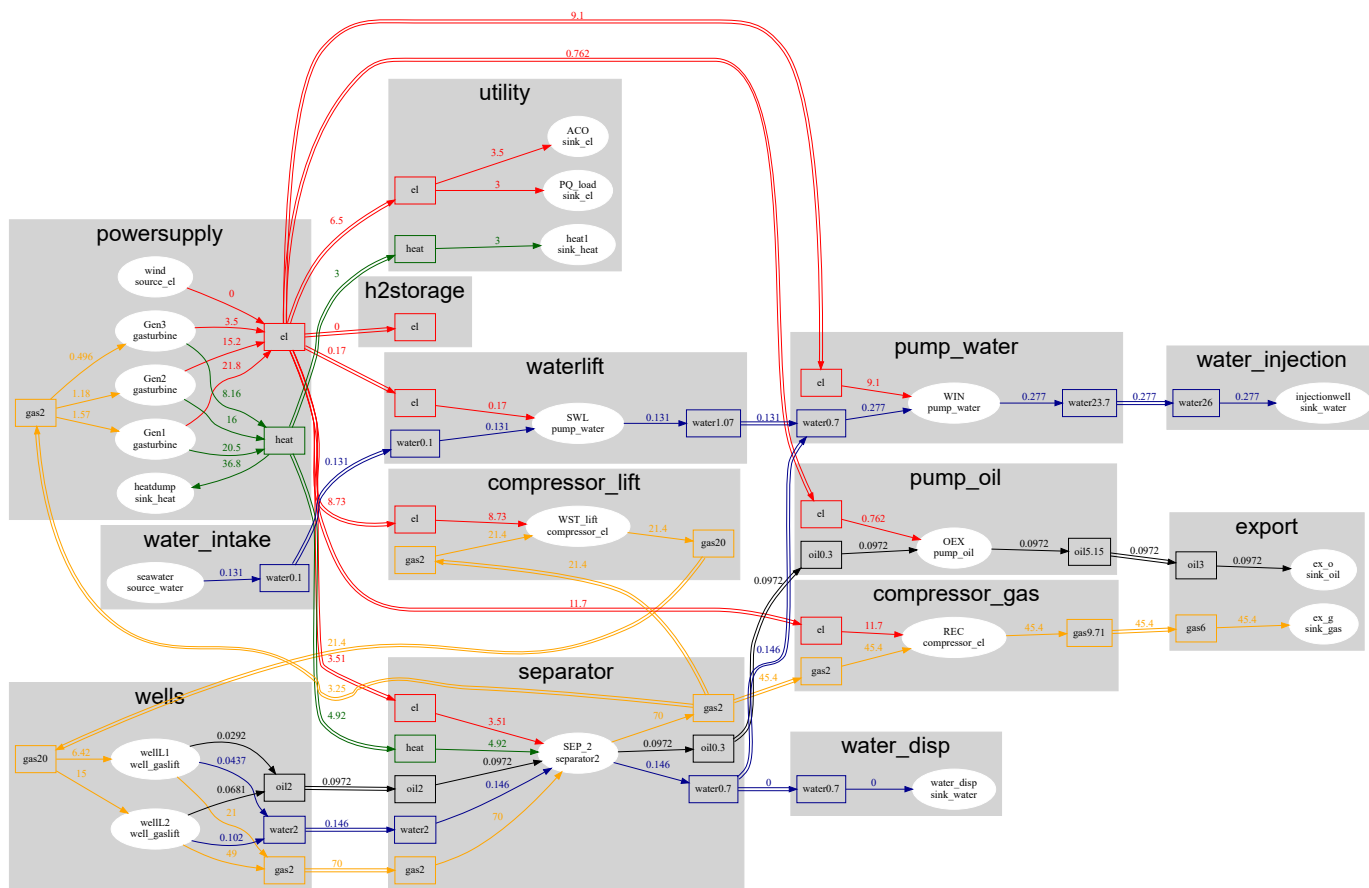 9.1
0.762
utility
ACO
sink_el
3.5
el
3
PQ_load
sink_el
6.5
heat
3
heat1
sink_heat
3
powersupply
wind
source_el
0
Gen3
gasturbine
3.5
0.496
15.2
el
21.8
Gen2
gasturbine
1.18
gas2
1.57
8.16
16
Gen1
gasturbine
20.5
heat
36.8
heatdump
sink_heat
h2storage
0
el
0.17
waterlift
el
0.17
SWL
pump_water
water0.1
0.131
0.131
water1.07
0.131
0.131
pump_water
el
9.1
WIN
pump_water
water0.7
0.277
0.277
water23.7
0.277
water_injection
water26
0.277
injectionwell
sink_water
compressor_lift
8.73
el
8.73
WST_lift
compressor_el
21.4
gas20
gas2
21.4
21.4
water_intake
seawater
source_water
0.131
water0.1
pump_oil
el
0.762
OEX
pump_oil
oil0.3
0.0972
0.0972
oil5.15
0.0972
0.0972
export
oil3
0.0972
ex_o
sink_oil
gas6
45.4
ex_g
sink_gas
compressor_gas
11.7
el
11.7
REC
compressor_el
gas2
45.4
45.4
gas9.71
45.4
45.4
0.146
21.4
3.51
3.25
4.92
separator
el
3.51
heat
4.92
SEP_2
separator2
70
gas2
oil2
0.0972
0.0972
oil0.3
water2
0.146
0.146
water0.7
gas2
70
wells
gas20
6.42
15
wellL1
well_gaslift
0.0292
0.0437
wellL2
well_gaslift
0.0681
0.102
21
49
oil2
0.0972
water2
0.146
gas2
70
water_disp
0
water0.7
0
water_disp
sink_water